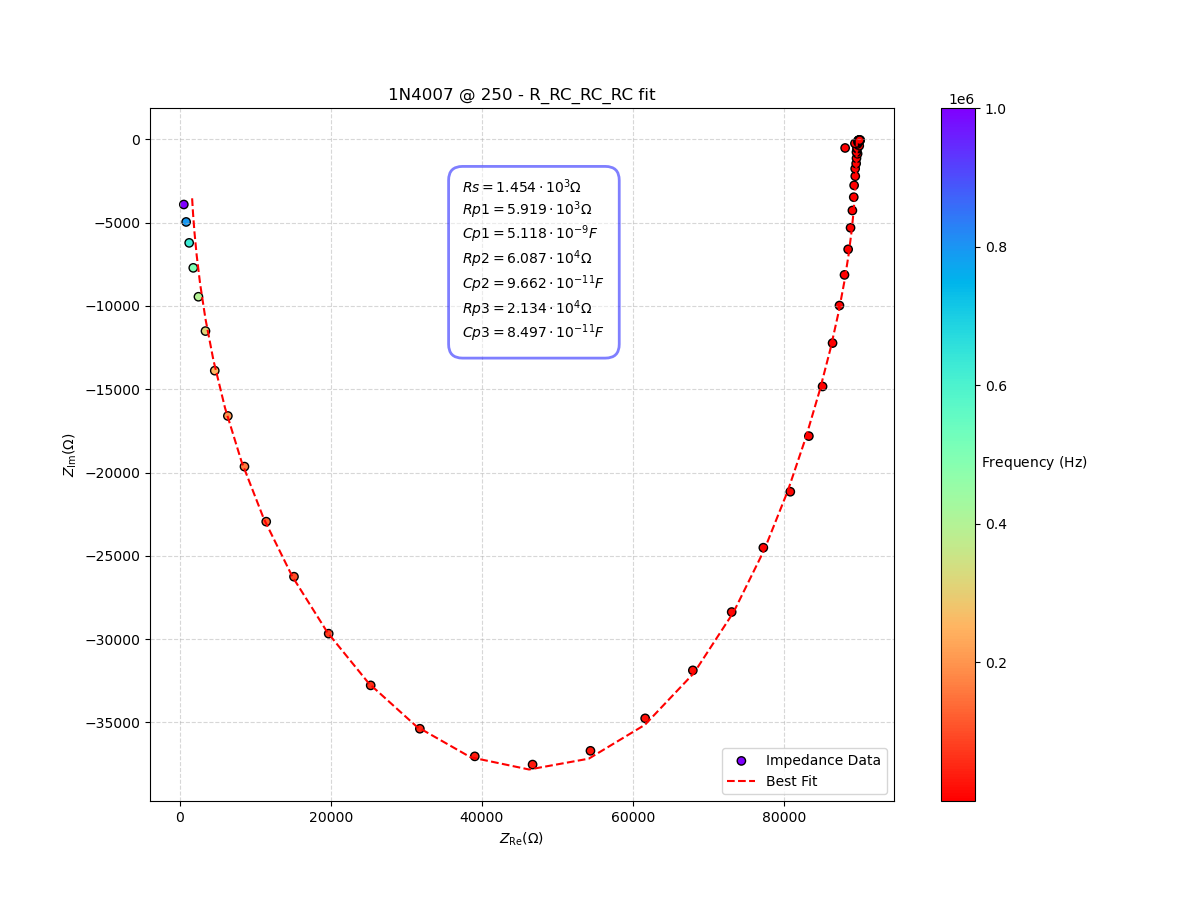 1N4007 @ 250 - R_RC_RC_RC fit
1e6
0
−5000
−10000
−15000
−20000
−25000
−30000
−35000
Z_Im(Ω)
Rs = 1.454 · 10³Ω
Rp1 = 5.919 · 10³Ω
Cp1 = 5.118 · 10⁻⁹F
Rp2 = 6.087 · 10⁴Ω
Cp2 = 9.662 · 10⁻¹¹F
Rp3 = 2.134 · 10⁴Ω
Cp3 = 8.497 · 10⁻¹¹F
Impedance Data
Best Fit
0 20000 40000 60000 80000
Z_Re(Ω)
1.0
0.8
0.6
0.4
0.2
Frequency (Hz)